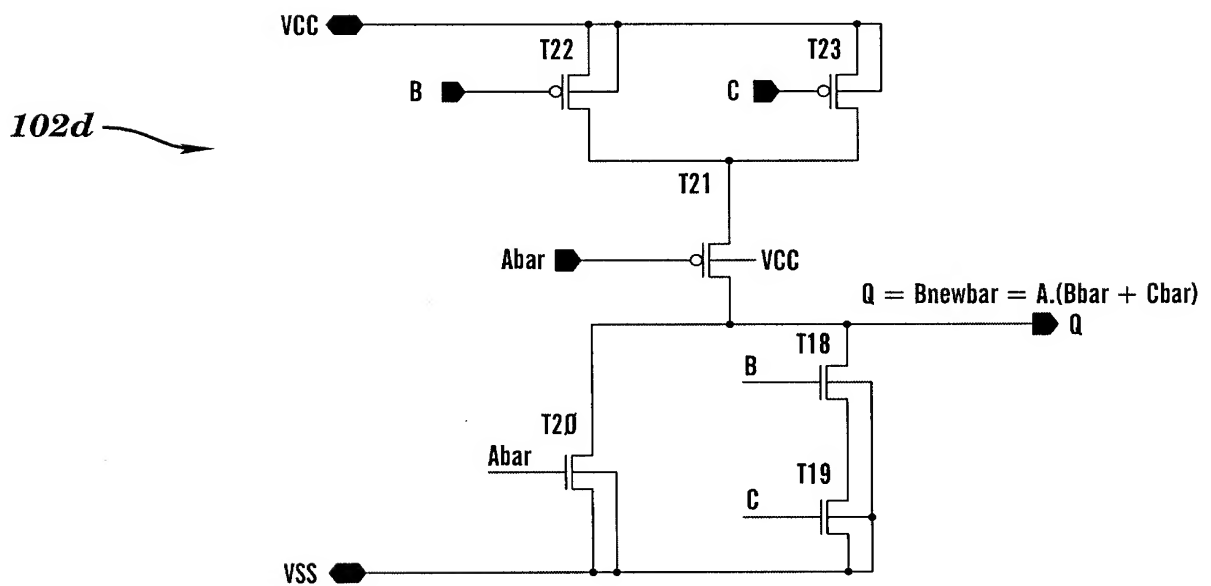 VCC
T22
T23
B
C
102d
T21
Abar
VCC
Q = Bnewbar = A.(Bbar + Cbar)
Q
T18
B
T20
Abar
T19
C
VSS